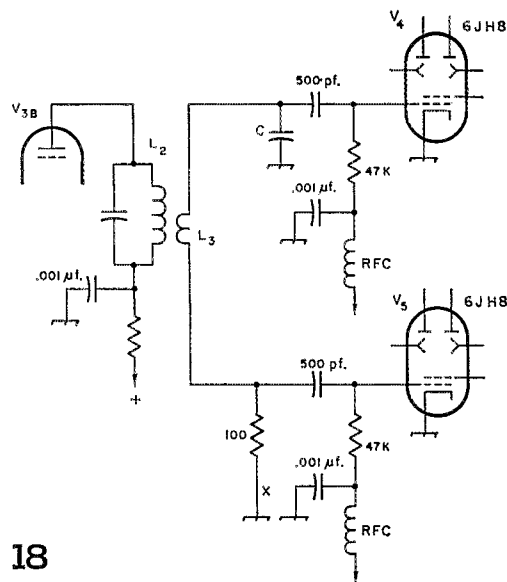 V4
6JH8
500 pf.
V3B
L2
C
47K
.001 µf.
L3
RFC
.001 µf.
V5
6JH8
500 pf.
+
100
47K
.001 µf.
X
RFC
18